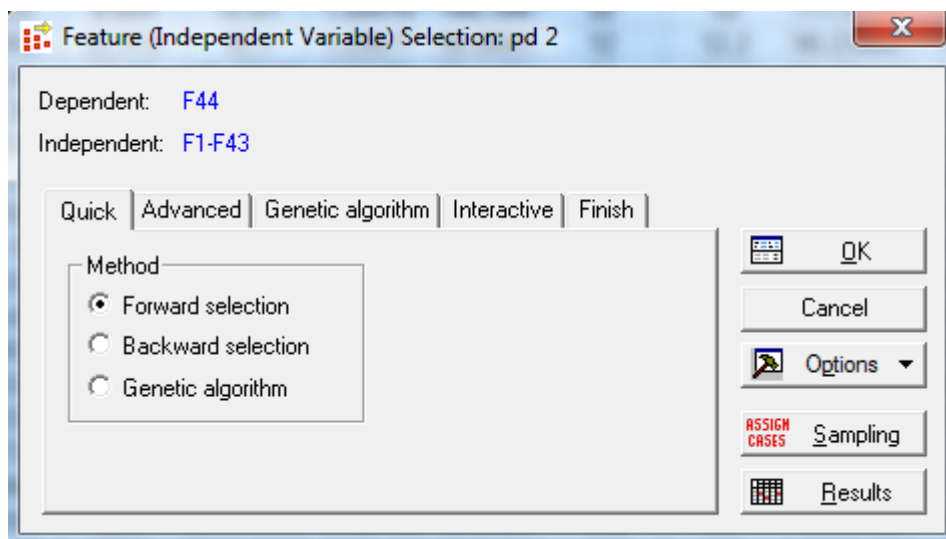 Feature (Independent Variable) Selection: pd 2
Dependent: F44
Independent: F1-F43
Quick Advanced Genetic algorithm Interactive Finish
Method
Forward selection
Backward selection
Genetic algorithm
OK
Cancel
Options
ASSIGN CASES Sampling
Results